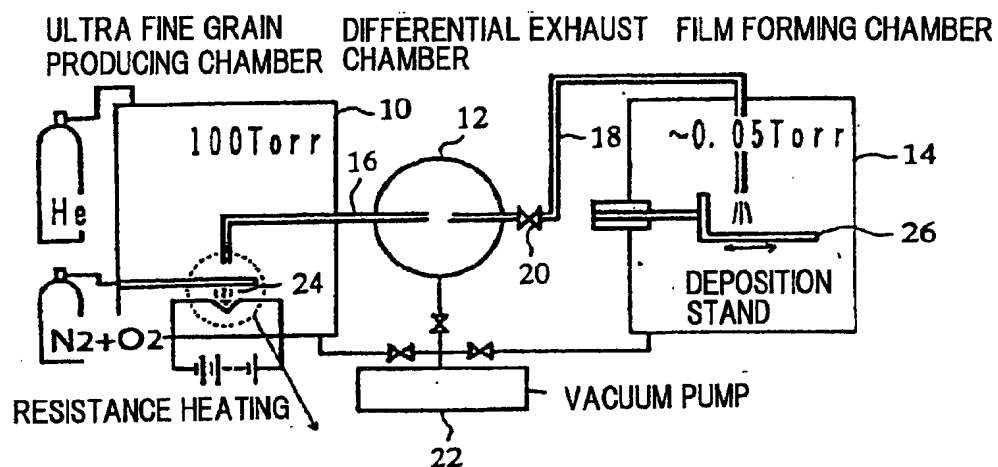 ULTRA FINE GRAIN
PRODUCING CHAMBER
DIFFERENTIAL EXHAUST
CHAMBER
FILM FORMING CHAMBER
100Torr
10
He
16
12
18
~0.05Torr
14
20
26
24
DEPOSITION
STAND
N2+O2
RESISTANCE HEATING
VACUUM PUMP
22